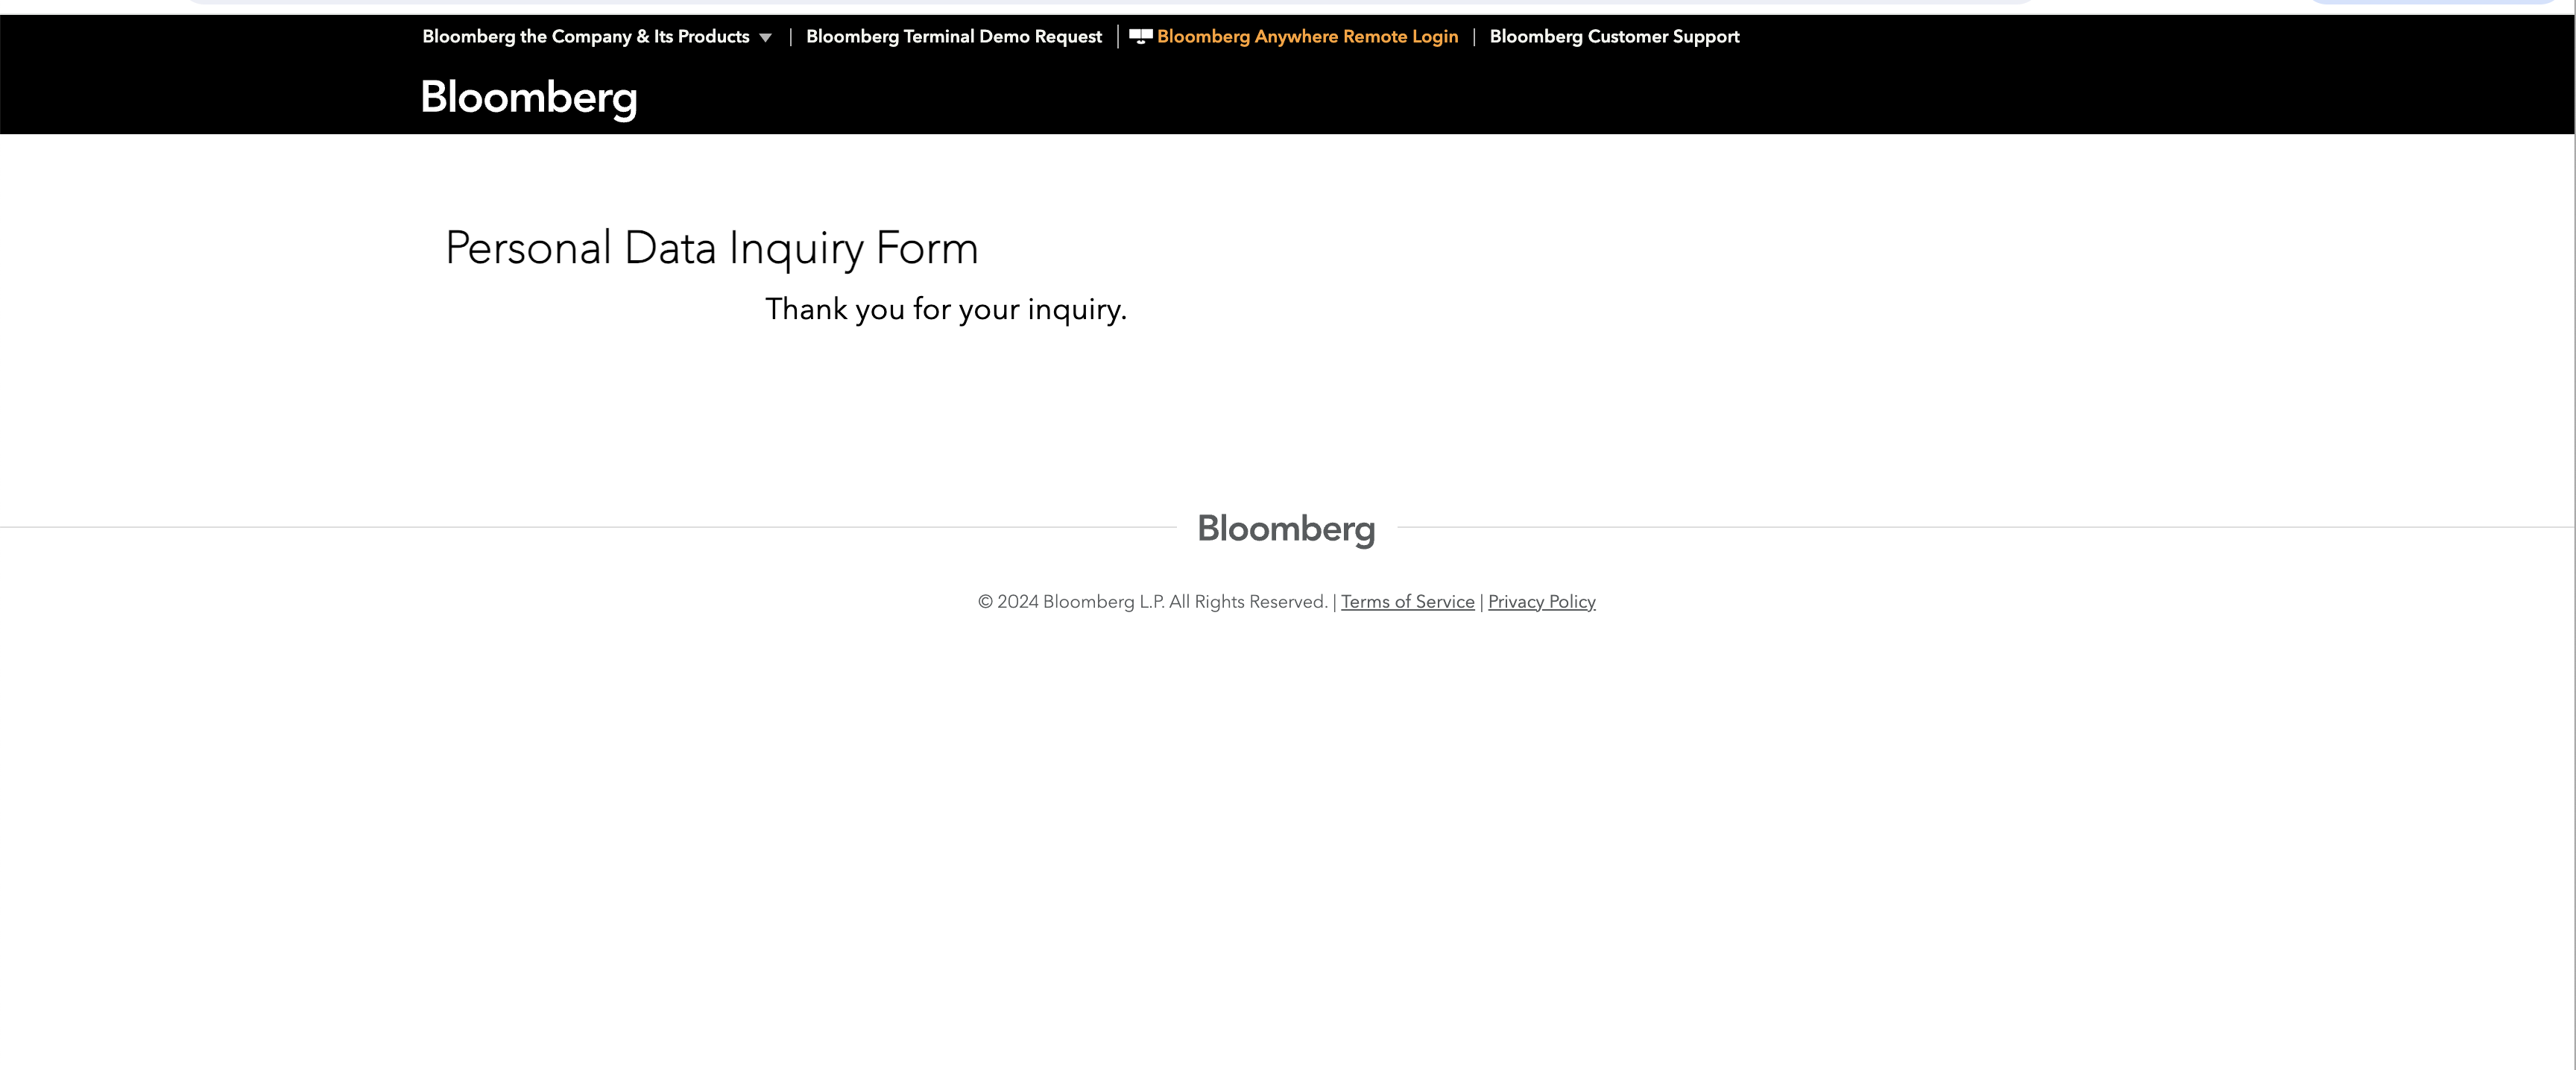 Bloomberg the Company & Its Products ▼ | Bloomberg Terminal Demo Request | Bloomberg Anywhere Remote Login | Bloomberg Customer Support
Bloomberg
Personal Data Inquiry Form
Thank you for your inquiry.
Bloomberg
© 2024 Bloomberg L.P. All Rights Reserved. | Terms of Service | Privacy Policy